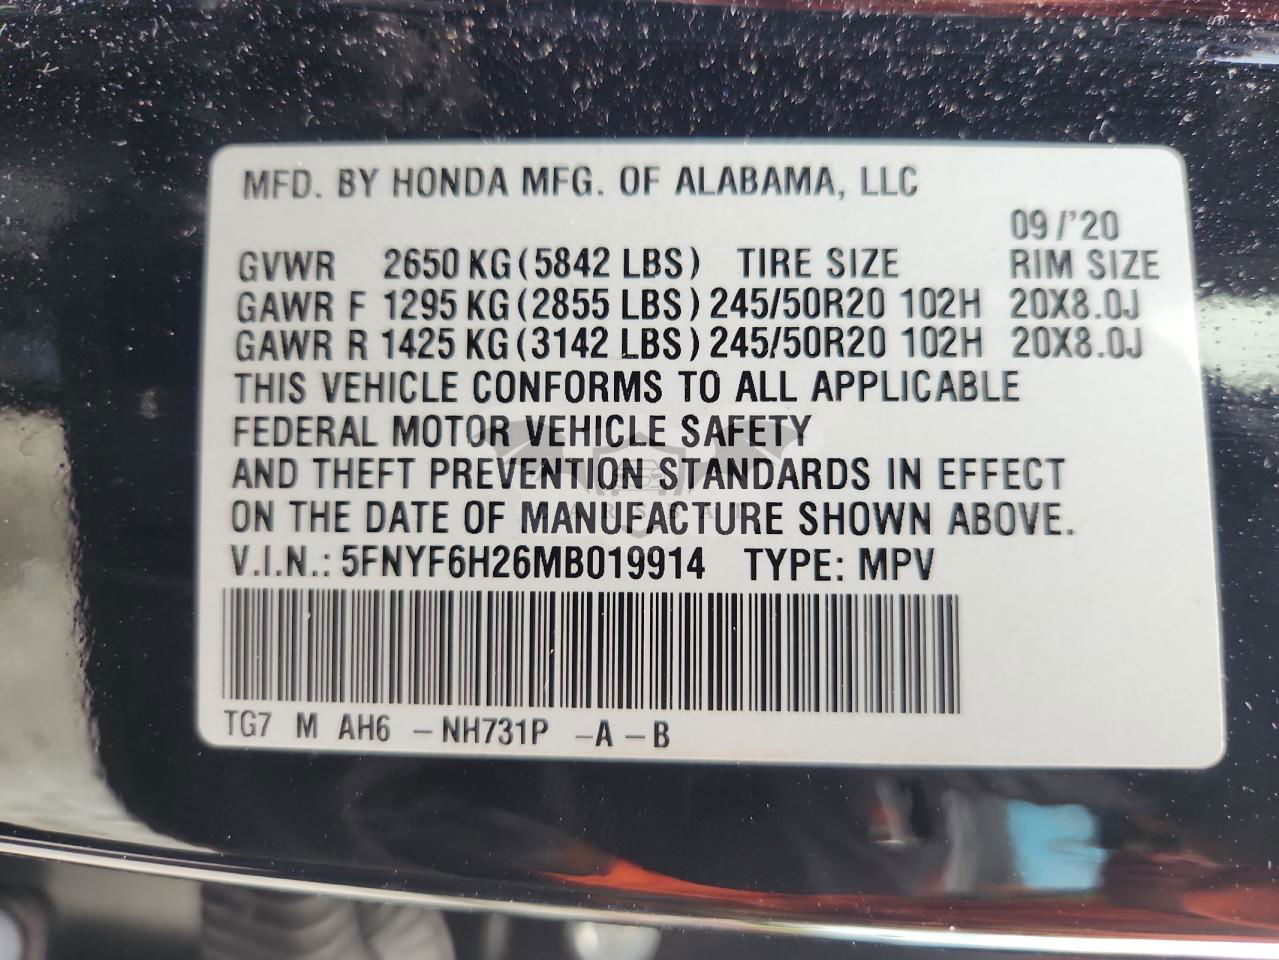 MFD. BY HONDA MFG. OF ALABAMA, LLC
09/'20
GVWR 2650 KG (5842 LBS) TIRE SIZE RIM SIZE
GAWR F 1295 KG (2855 LBS) 245/50R20 102H 20X8.0J
GAWR R 1425 KG (3142 LBS) 245/50R20 102H 20X8.0J
THIS VEHICLE CONFORMS TO ALL APPLICABLE
FEDERAL MOTOR VEHICLE SAFETY
AND THEFT PREVENTION STANDARDS IN EFFECT
ON THE DATE OF MANUFACTURE SHOWN ABOVE.
V.I.N.: 5FNYF6H26MB019914 TYPE: MPV
TG7 M AH6 -NH731P -A-B